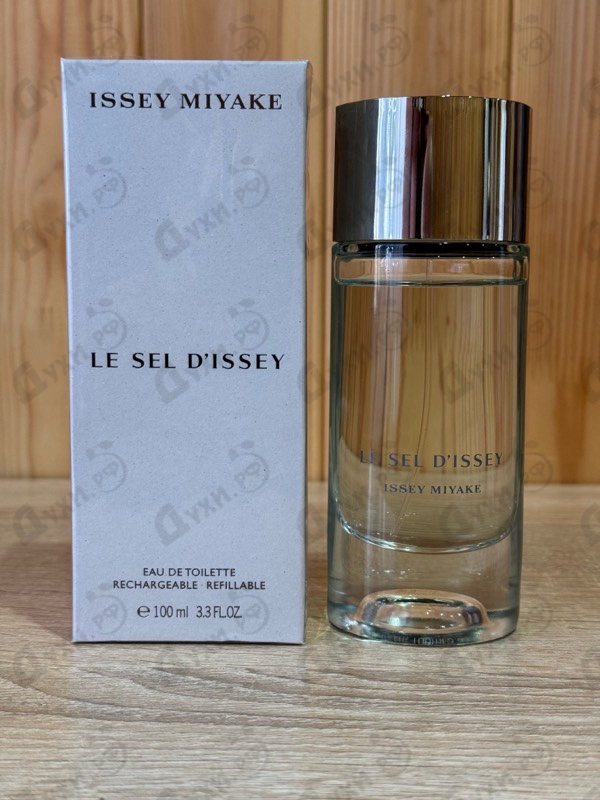 ISSEY MIYAKE
LE SEL D'ISSEY
EAU DE TOILETTE
RECHARGEABLE · REFILLABLE
℮ 100 ml 3.3 FL.OZ.
LE SEL D'ISSEY
ISSEY MIYAKE
Духи.РФ